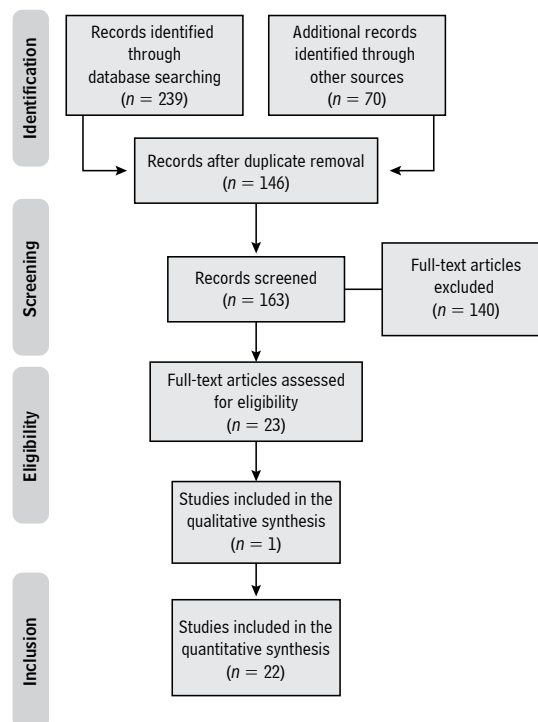 Identification
Records identified
through
database searching
(n = 239)
Additional records
identified through
other sources
(n = 70)
Records after duplicate removal
(n = 146)
Screening
Records screened
(n = 163)
Full-text articles
excluded
(n = 140)
Eligibility
Full-text articles assessed
for eligibility
(n = 23)
Studies included in the
qualitative synthesis
(n = 1)
Inclusion
Studies included in the
quantitative synthesis
n = 22)